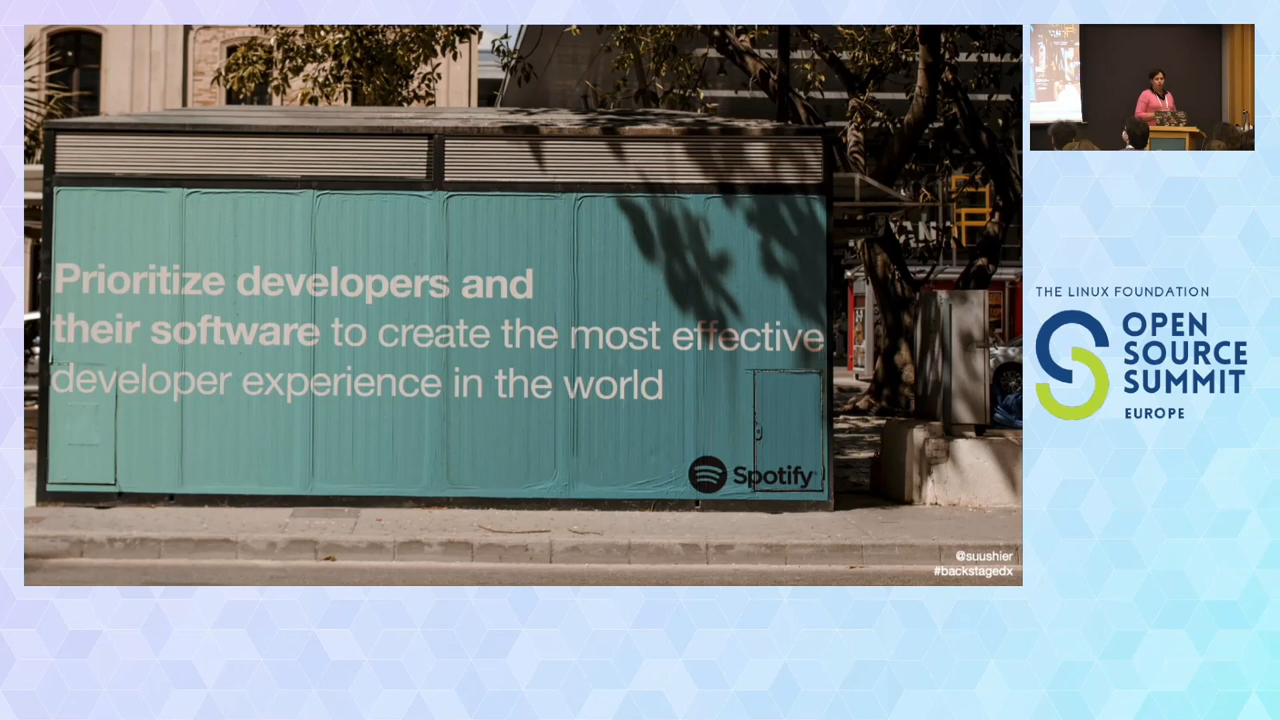 Prioritize developers and
their software to create the most effective
developer experience in the world
Spotify
@suushier
#backstagedx
THE LINUX FOUNDATION
OPEN
SOURCE
SUMMIT
EUROPE